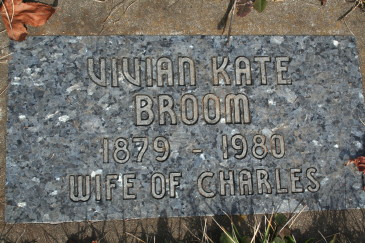 VIVIAN KATE
BROOM
1879 - 1980
WIFE OF CHARLES